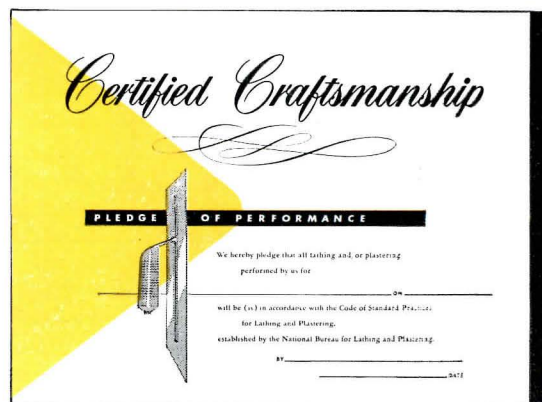 Certified Craftsmanship
PLEDGE OF PERFORMANCE
We hereby pledge that all lathing and, or plastering
performed by us for
ON
will be (is) in accordance with the Code of Standard Practices
for Lathing and Plastering,
established by the National Bureau for Lathing and Plastering.
BY
DATE